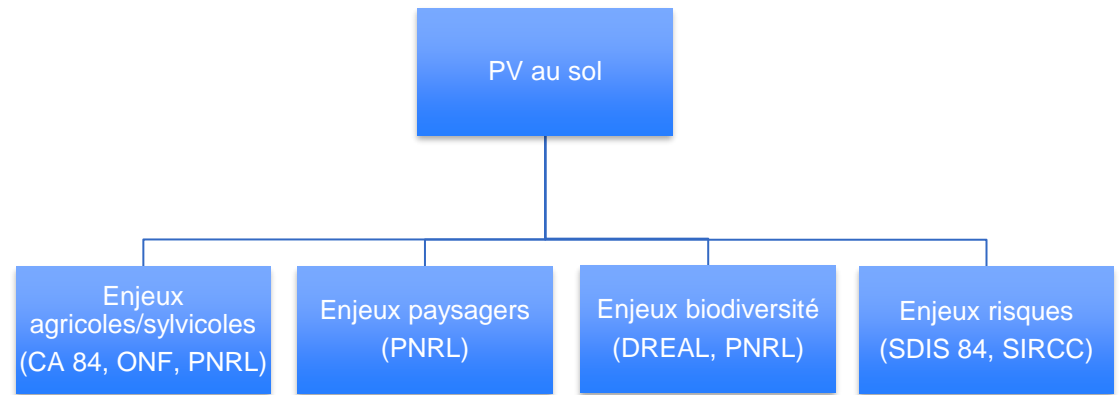 PV au sol
Enjeux
agricoles/sylvicoles
(CA 84, ONF, PNRL)
Enjeux paysagers
(PNRL)
Enjeux biodiversité
(DREAL, PNRL)
Enjeux risques
(SDIS 84, SIRCC)